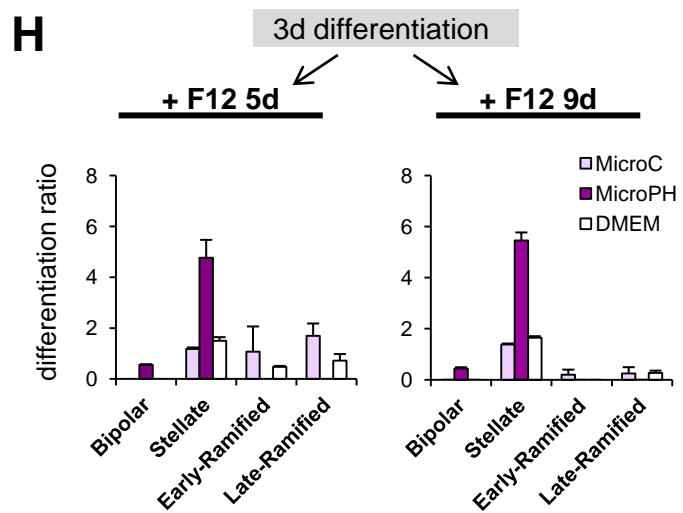 H
3d differentiation
+ F12 5d
+ F12 9d
MicroC
MicroPH
DMEM
differentiation ratio
8
6
4
2
0
Bipolar
Stellate
Early-Ramified
Late-Ramified
8
6
4
2
0
Bipolar
Stellate
Early-Ramified
Late-Ramified